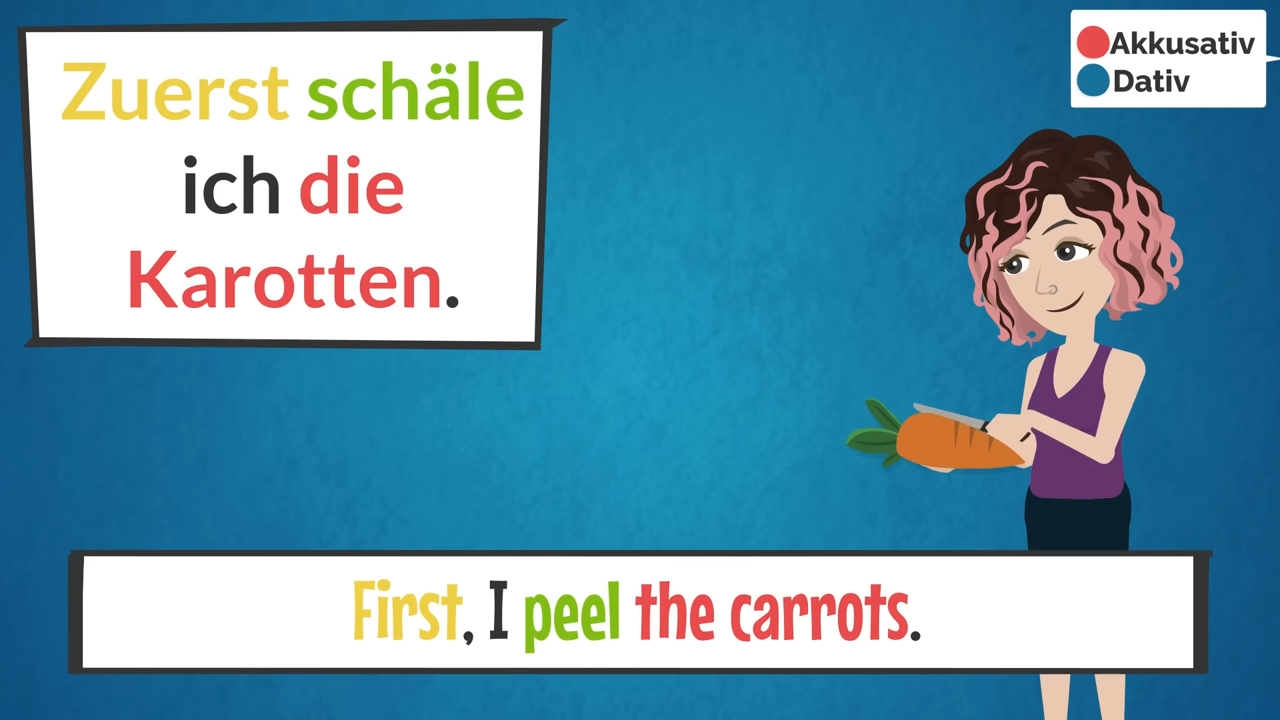 Zuerst schäle
ich die
Karotten.
Akkusativ
Dativ
First, I peel the carrots.